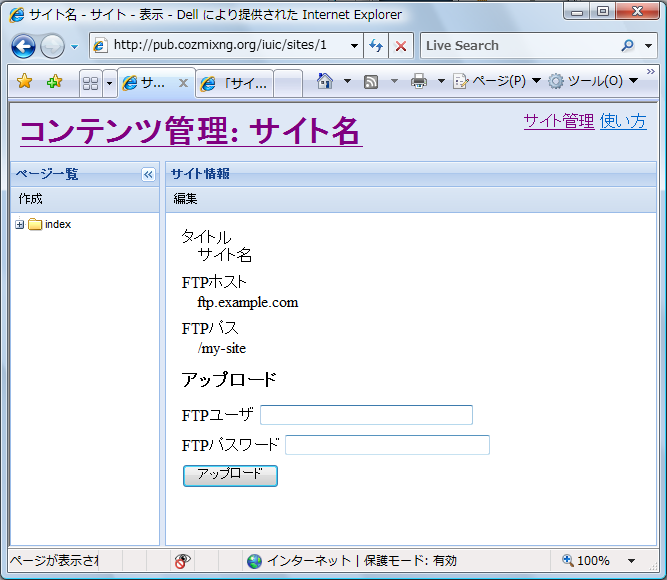 サイト名 - サイト - 表示 - Dell により提供された Internet Explorer
http://pub.cozmixng.org/iuic/sites/1
Live Search
サ...
「サイ...
ページ(P)
ツール(O)
コンテンツ管理: サイト名
サイト管理 使い方
ページ一覧
サイト情報
作成
編集
index
タイトル
サイト名
FTPホスト
ftp.example.com
FTPパス
/my-site
アップロード
FTPユーザ
FTPパスワード
アップロード
ページが表示され
インターネット | 保護モード: 有効
100%